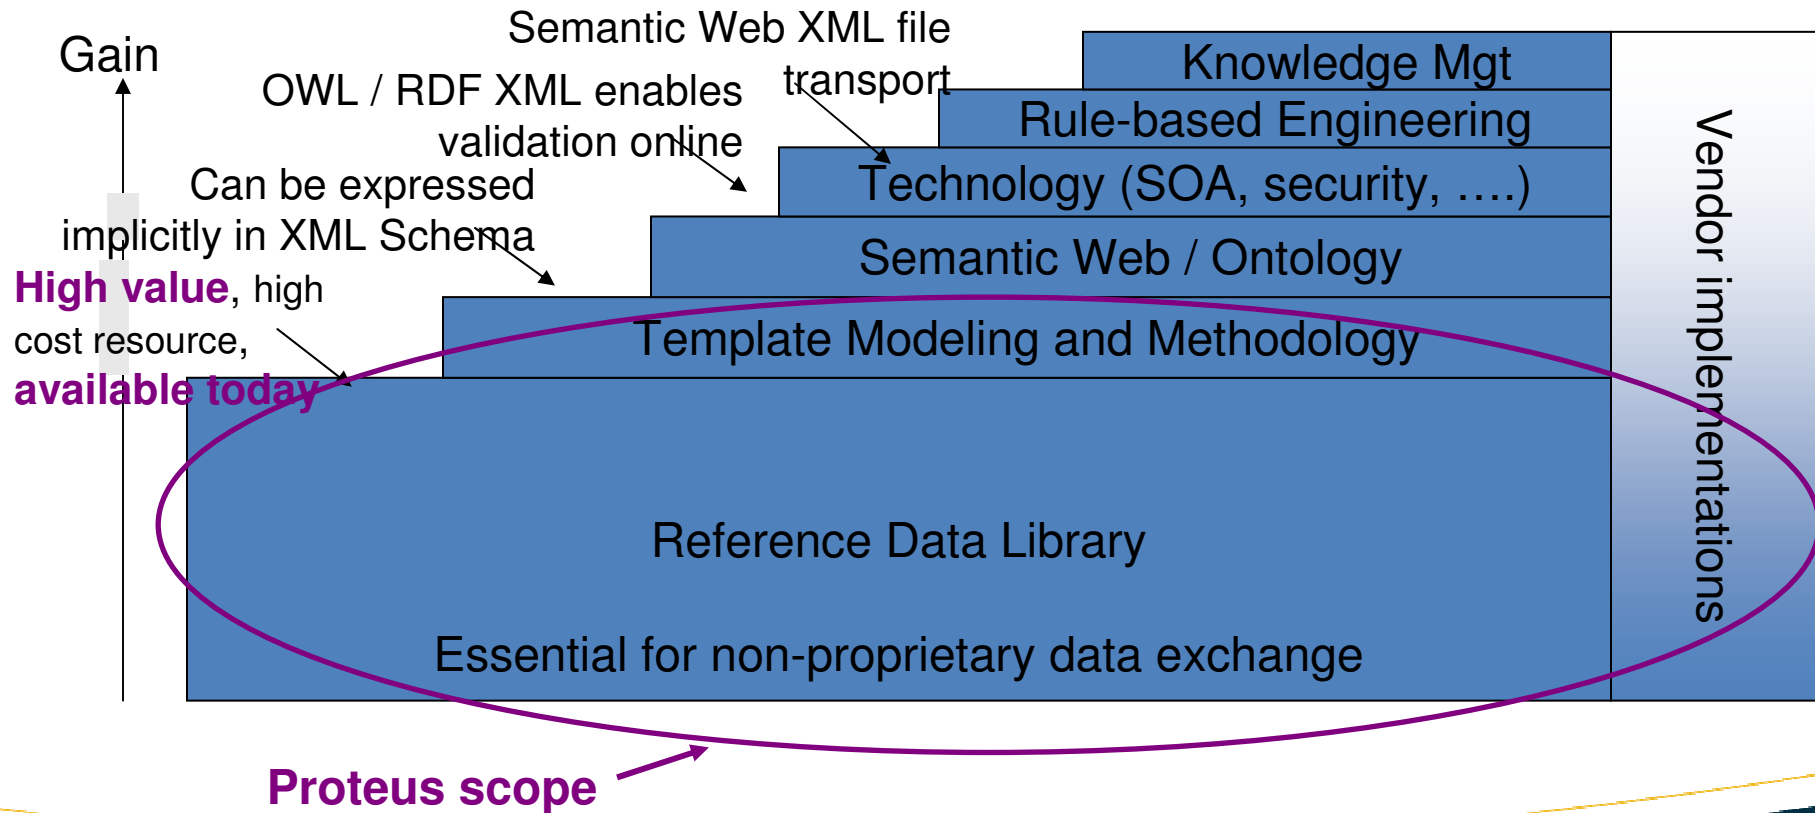 Gain
Semantic Web XML file
transport
OWL / RDF XML enables
validation online
Can be expressed
implicitly in XML Schema
High value, high
cost resource,
available today
Knowledge Mgt
Rule-based Engineering
Technology (SOA, security, ….)
Semantic Web / Ontology
Template Modeling and Methodology
Reference Data Library
Essential for non-proprietary data exchange
Vendor implementations
Proteus scope